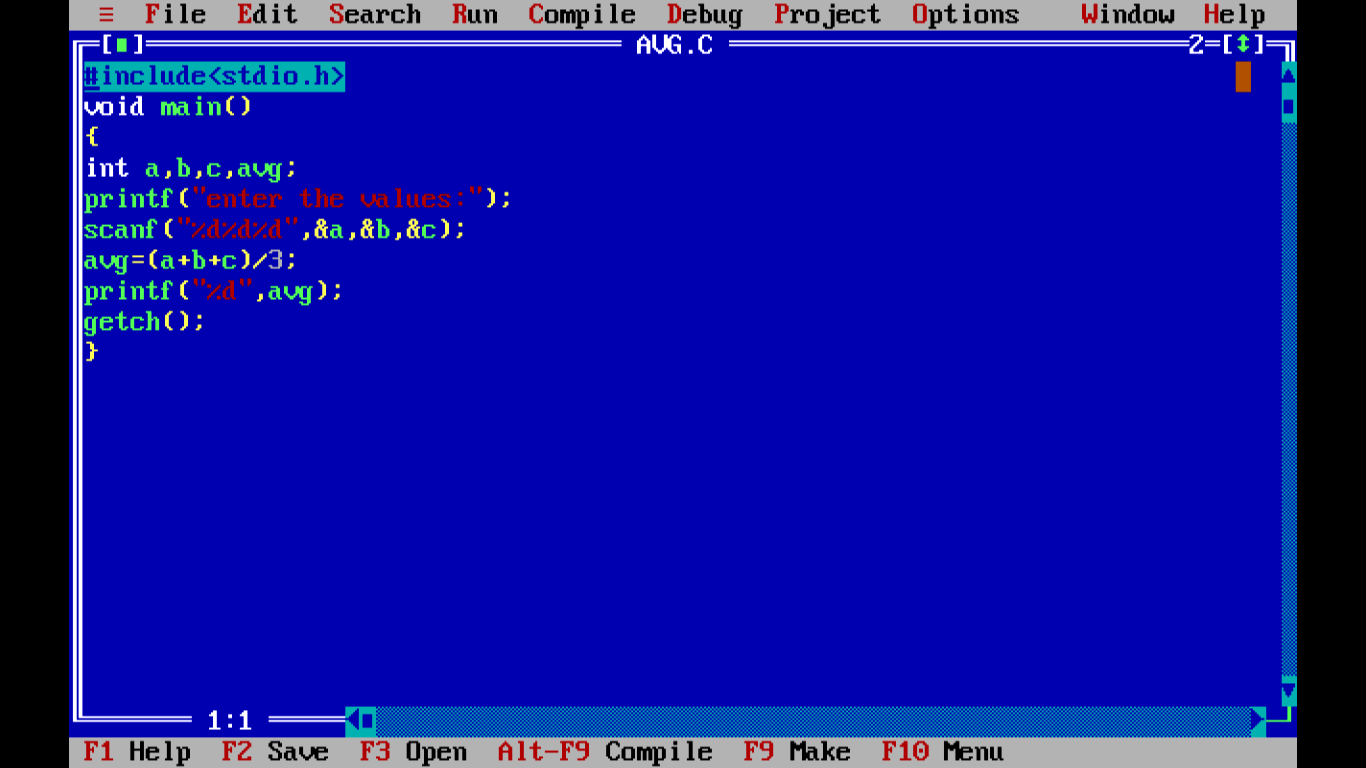 ≡ File Edit Search Run Compile Debug Project Options Window Help
[■] AVG.C 2=[↕]
#include<stdio.h>
void main()
{
int a,b,c,avg;
printf("enter the values:");
scanf("%d%d%d",&a,&b,&c);
avg=(a+b+c)/3;
printf("%d",avg);
getch();
}
1:1
F1 Help F2 Save F3 Open Alt-F9 Compile F9 Make F10 Menu